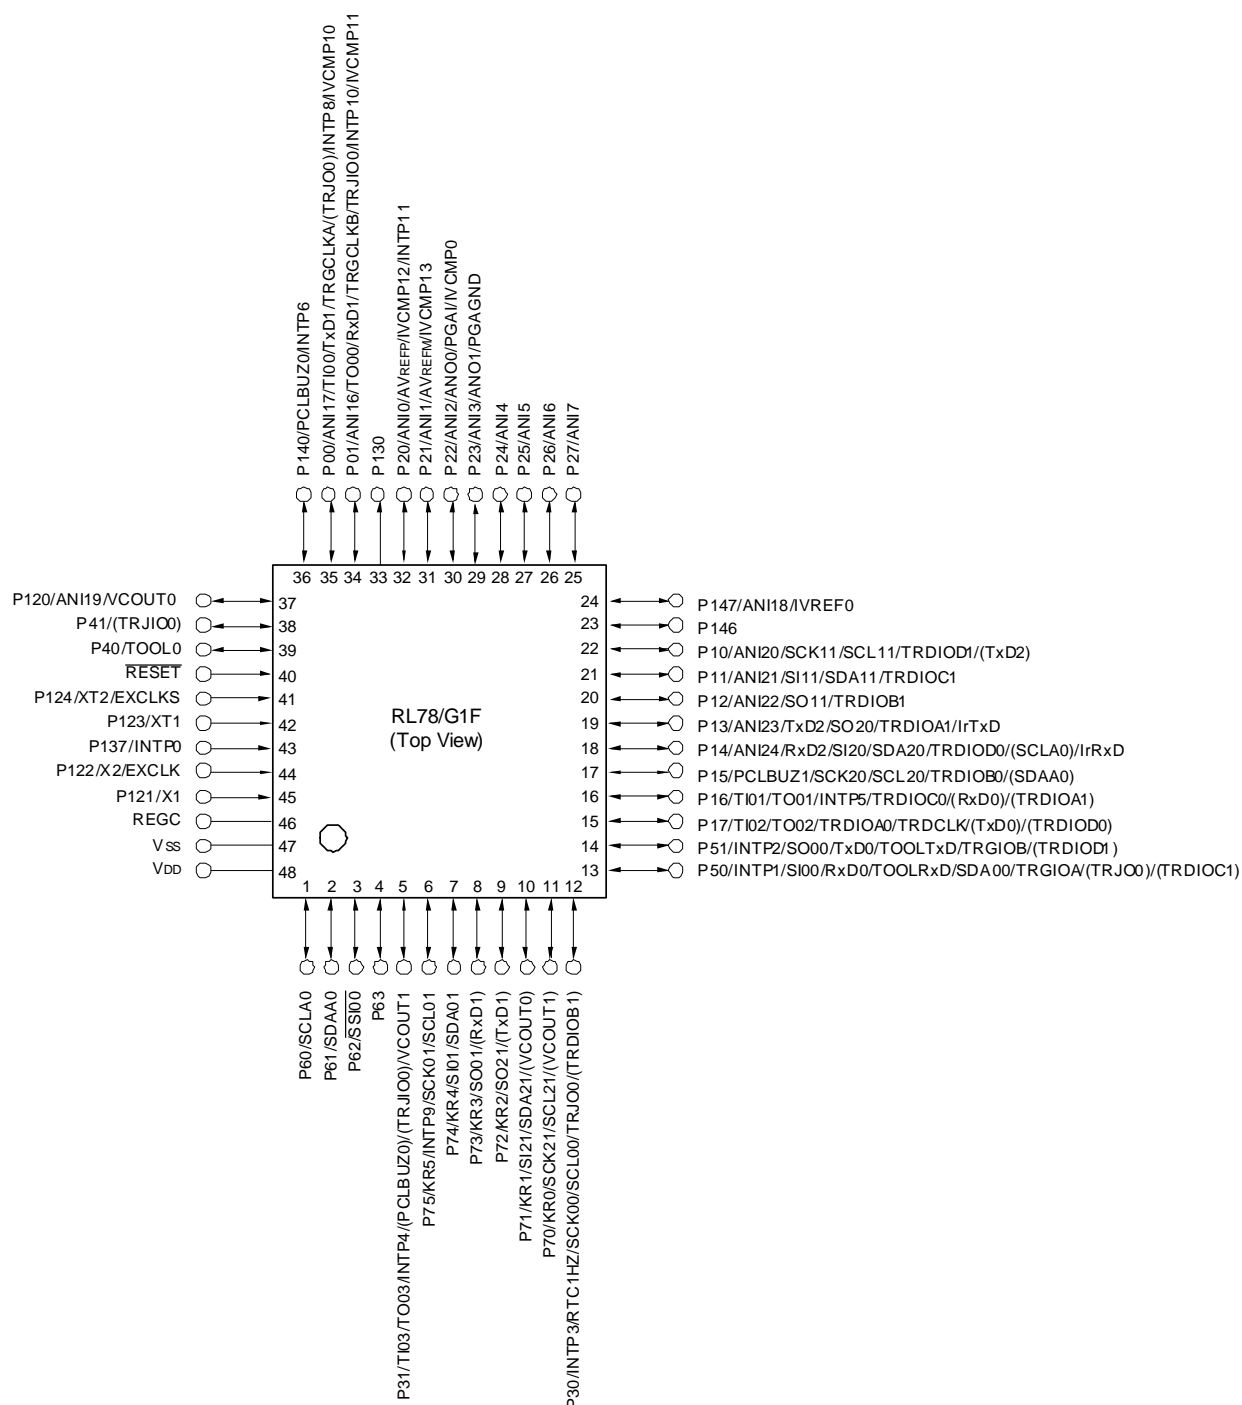 P140/PCLBUZ0/INTP6
P00/ANI17/TI00/TxD1/TRGCLKA/(TRJO0)/INTP8/IVCMP10
P01/ANI16/TO00/RxD1/TRGCLKB/TRJIO0/INTP10/IVCMP11
P130
P20/ANI0/AVREFP/IVCMP12/INTP11
P21/ANI1/AVREFM/IVCMP13
P22/ANI2/ANO0/PGAI/IVCMP0
P23/ANI3/ANO1/PGAGND
P24/ANI4
P25/ANI5
P26/ANI6
P27/ANI7
36 35 34 33 32 31 30 29 28 27 26 25
P120/ANI19/VCOUT0 37
P41/(TRJIO0) 38
P40/TOOL0 39
RESET 40
P124/XT2/EXCLKS 41
P123/XT1 42
P137/INTP0 43
P122/X2/EXCLK 44
P121/X1 45
REGC 46
VSS 47
VDD 48
RL78/G1F
(Top View)
24 P147/ANI18/IVREF0
23 P146
22 P10/ANI20/SCK11/SCL11/TRDIOD1/(TxD2)
21 P11/ANI21/SI11/SDA11/TRDIOC1
20 P12/ANI22/SO11/TRDIOB1
19 P13/ANI23/TxD2/SO20/TRDIOA1/IrTxD
18 P14/ANI24/RxD2/SI20/SDA20/TRDIOD0/(SCLA0)/IrRxD
17 P15/PCLBUZ1/SCK20/SCL20/TRDIOB0/(SDAA0)
16 P16/TI01/TO01/INTP5/TRDIOC0/(RxD0)/(TRDIOA1)
15 P17/TI02/TO02/TRDIOA0/TRDCLK/(TxD0)/(TRDIOD0)
14 P51/INTP2/SO00/TxD0/TOOLTxD/TRGIOB/(TRDIOD1)
13 P50/INTP1/SI00/RxD0/TOOLRxD/SDA00/TRGIOA/(TRJO0)/(TRDIOC1)
1 2 3 4 5 6 7 8 9 10 11 12
P60/SCLA0
P61/SDAA0
P62/SSI00
P63
P31/TI03/TO03/INTP4/(PCLBUZ0)/(TRJIO0)/VCOUT1
P75/KR5/INTP9/SCK01/SCL01
P74/KR4/SI01/SDA01
P73/KR3/SO01/(RxD1)
P72/KR2/SO21/(TxD1)
P71/KR1/SI21/SDA21/(VCOUT0)
P70/KR0/SCK21/SCL21/(VCOUT1)
P30/INTP3/RTC1HZ/SCK00/SCL00/TRJO0/(TRDIOB1)